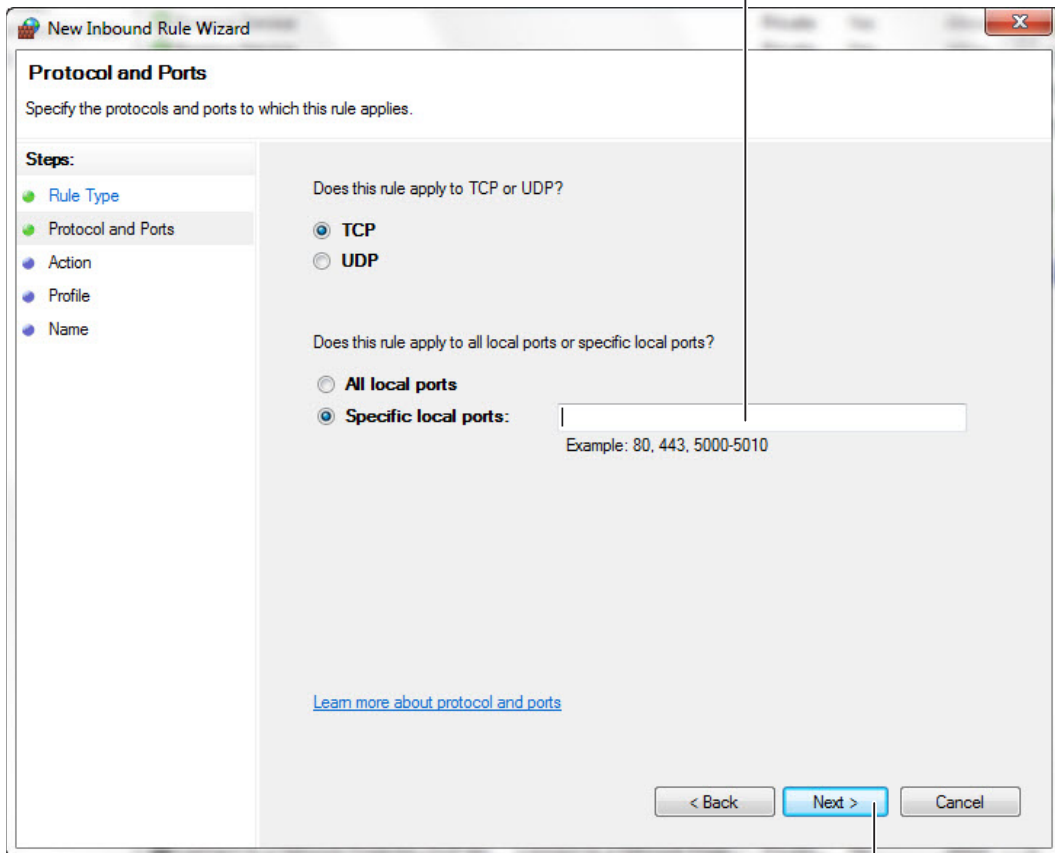 New Inbound Rule Wizard
Protocol and Ports
Specify the protocols and ports to which this rule applies.
Steps:
Rule Type
Protocol and Ports
Action
Profile
Name
Does this rule apply to TCP or UDP?
TCP
UDP
Does this rule apply to all local ports or specific local ports?
All local ports
Specific local ports:
Example: 80, 443, 5000-5010
Learn more about protocol and ports
< Back Next > Cancel